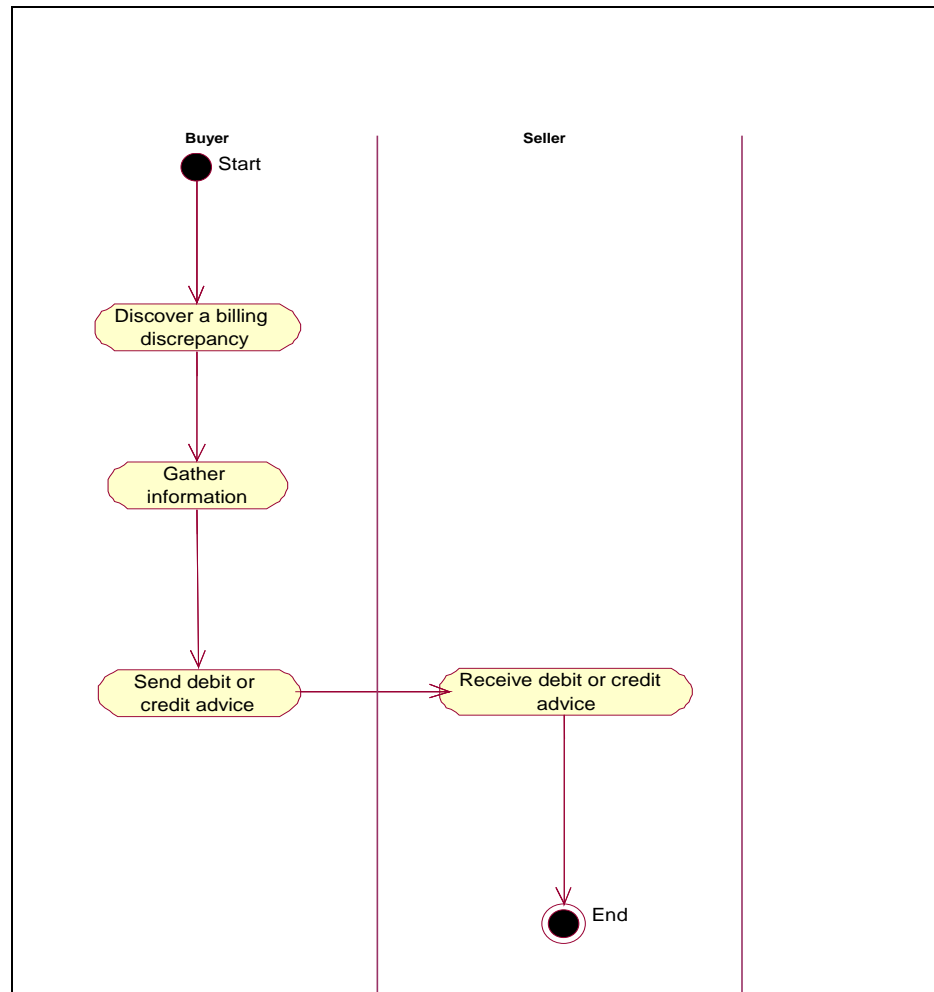 Buyer
Seller
Start
Discover a billing
discrepancy
Gather
information
Send debit or
credit advice
Receive debit or credit
advice
End